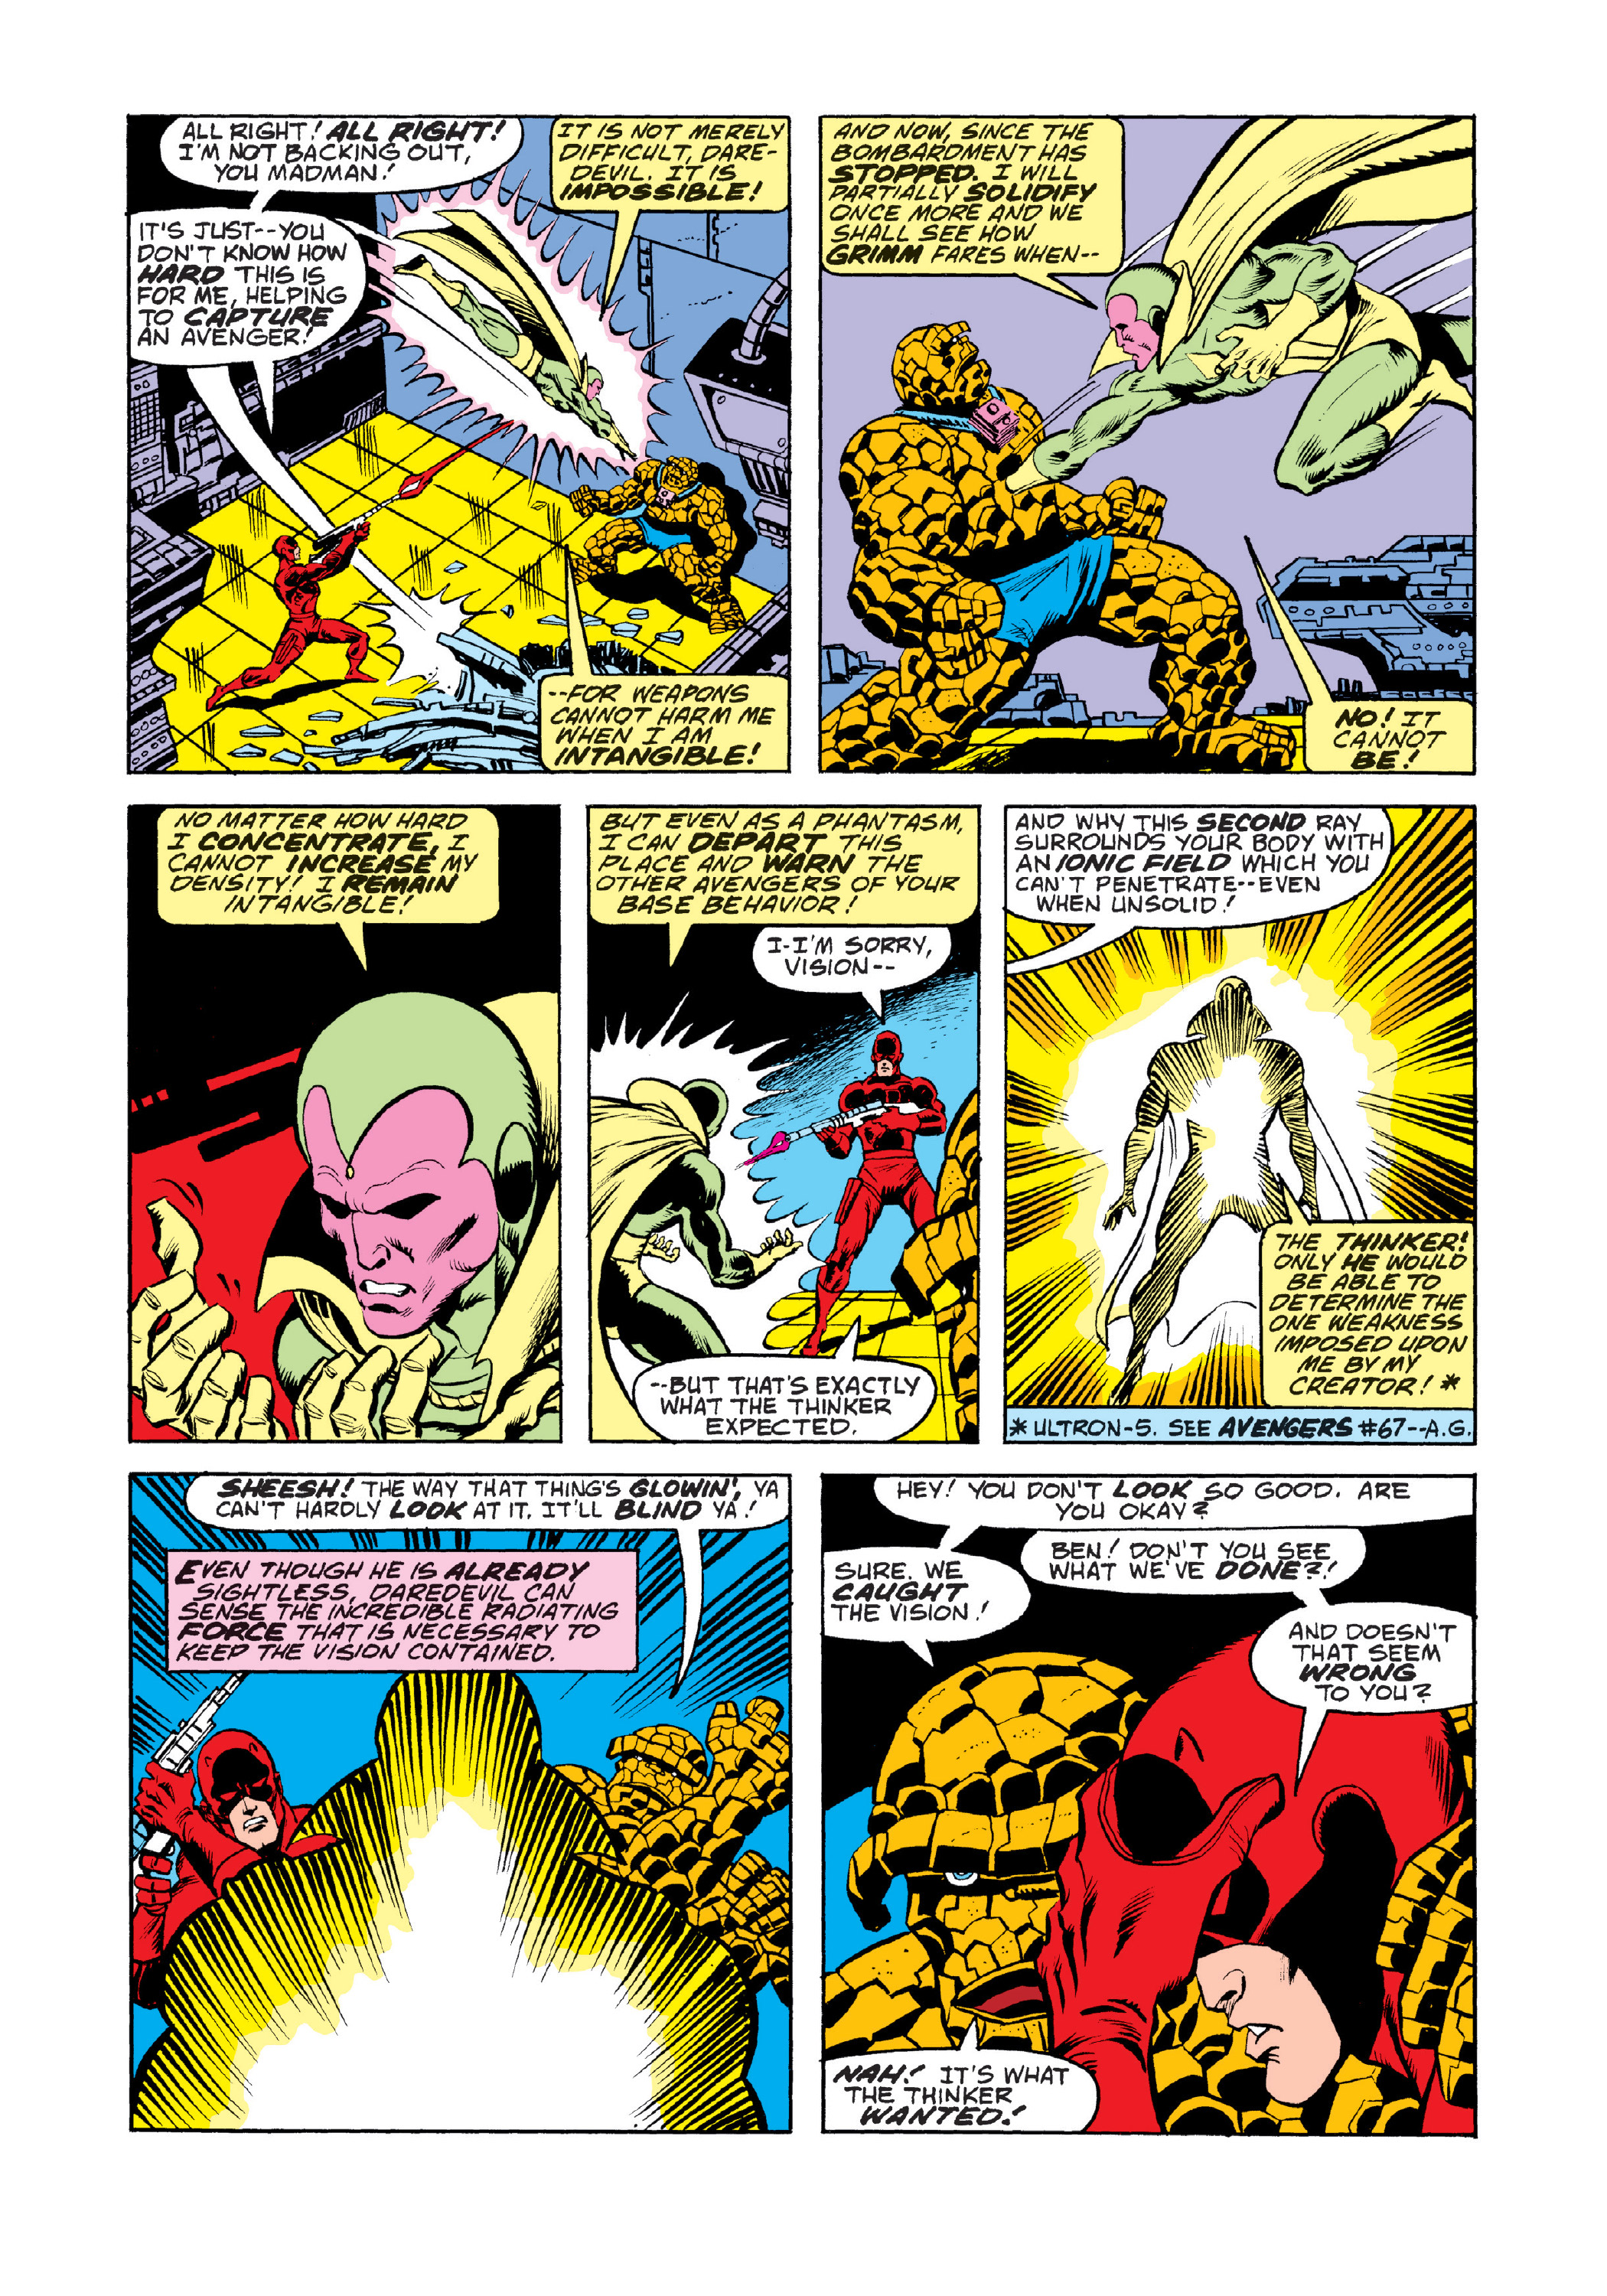 ALL RIGHT! ALL RIGHT!
I'M NOT BACKING OUT,
YOU MADMAN!
IT'S JUST--YOU
DON'T KNOW HOW
HARD THIS IS
FOR ME, HELPING
TO CAPTURE
AN AVENGER!
IT IS NOT MERELY
DIFFICULT, DARE-
DEVIL. IT IS
IMPOSSIBLE!
--FOR WEAPONS
CANNOT HARM ME
WHEN I AM
INTANGIBLE!
AND NOW, SINCE THE
BOMBARDMENT HAS
STOPPED. I WILL
PARTIALLY SOLIDIFY
ONCE MORE AND WE
SHALL SEE HOW
GRIMM FARES WHEN--
NO! IT
CANNOT
BE!
NO MATTER HOW HARD
I CONCENTRATE, I
CANNOT INCREASE MY
DENSITY! I REMAIN
INTANGIBLE!
BUT EVEN AS A PHANTASM,
I CAN DEPART THIS
PLACE AND WARN THE
OTHER AVENGERS OF YOUR
BASE BEHAVIOR!
I-I'M SORRY,
VISION--
--BUT THAT'S EXACTLY
WHAT THE THINKER
EXPECTED.
AND WHY THIS SECOND RAY
SURROUNDS YOUR BODY WITH
AN IONIC FIELD WHICH YOU
CAN'T PENETRATE--EVEN
WHEN UNSOLID!
THE THINKER!
ONLY HE WOULD
BE ABLE TO
DETERMINE THE
ONE WEAKNESS
IMPOSED UPON
ME BY MY
CREATOR! *
* ULTRON-5. SEE AVENGERS #67--A.G.
SHEESH! THE WAY THAT THING'S GLOWIN', YA
CAN'T HARDLY LOOK AT IT. IT'LL BLIND YA!
EVEN THOUGH HE IS ALREADY
SIGHTLESS, DAREDEVIL CAN
SENSE THE INCREDIBLE RADIATING
FORCE THAT IS NECESSARY TO
KEEP THE VISION CONTAINED.
HEY! YOU DON'T LOOK SO GOOD. ARE
YOU OKAY?
SURE. WE
CAUGHT
THE VISION!
BEN! DON'T YOU SEE
WHAT WE'VE DONE?!
AND DOESN'T
THAT SEEM
WRONG
TO YOU?
NAH! IT'S WHAT
THE THINKER
WANTED!